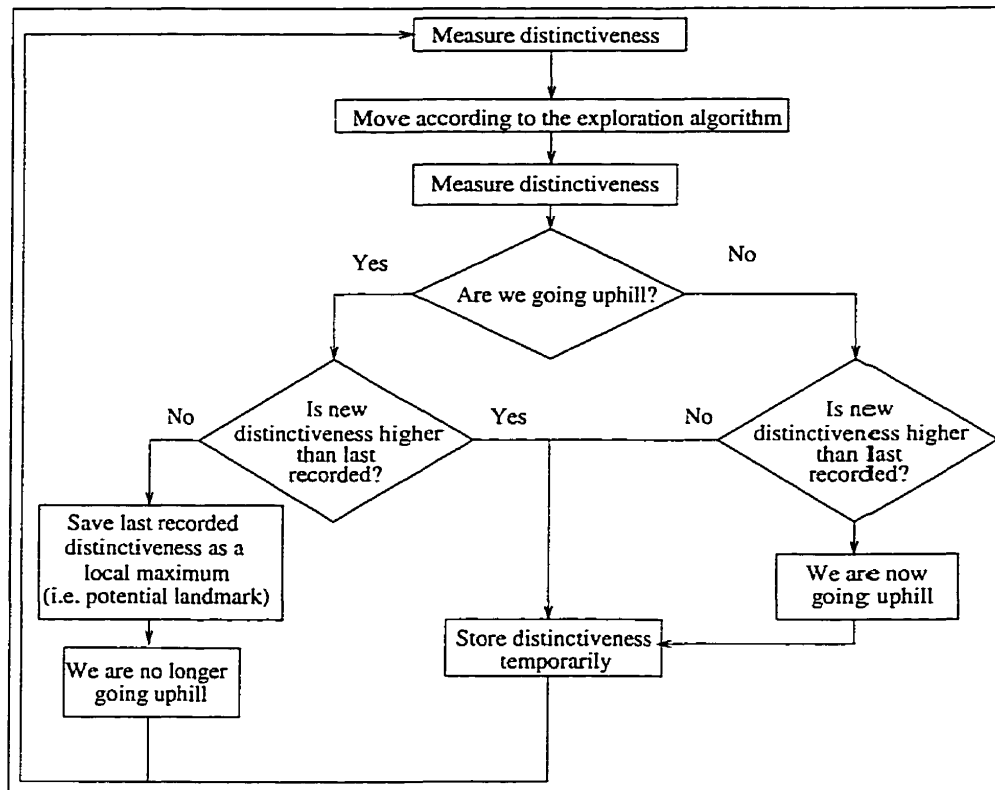 Measure distinctiveness
Move according to the exploration algorithm
Measure distinctiveness
Yes
No
Are we going uphill?
No
Is new
distinctiveness higher
than last
recorded?
Yes
No
Is new
distinctiveness higher
than last
recorded?
Save last recorded
distinctiveness as a
local maximum
(i.e. potential landmark)
We are now
going uphill
Store distinctiveness
temporarily
We are no longer
going uphill